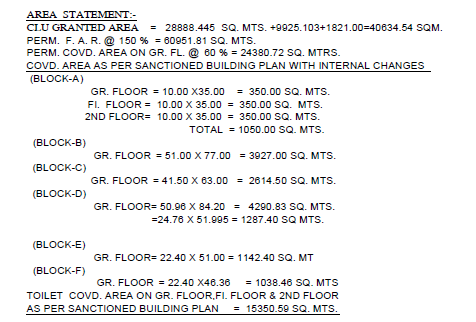 AREA STATEMENT:-
CLU GRANTED AREA = 28888.445 SQ. MTS. +9925.103+1821.00=40634.54 SQM.
PERM. F. A. R. @ 150 % = 60951.81 SQ. MTS.
PERM. COVD. AREA ON GR. FL. @ 60 % = 24380.72 SQ. MTRS.
COVD. AREA AS PER SANCTIONED BUILDING PLAN WITH INTERNAL CHANGES
(BLOCK-A)
GR. FLOOR = 10.00 X35.00 = 350.00 SQ. MTS.
FI. FLOOR = 10.00 X 35.00 = 350.00 SQ. MTS.
2ND FLOOR= 10.00 X 35.00 = 350.00 SQ. MTS.
TOTAL = 1050.00 SQ. MTS.
(BLOCK-B)
GR. FLOOR = 51.00 X 77.00 = 3927.00 SQ. MTS.
(BLOCK-C)
GR. FLOOR = 41.50 X 63.00 = 2614.50 SQ. MTS.
(BLOCK-D)
GR. FLOOR= 50.96 X 84.20 = 4290.83 SQ. MTS.
=24.76 X 51.995 = 1287.40 SQ MTS.
(BLOCK-E)
GR. FLOOR= 22.40 X 51.00 = 1142.40 SQ. MT
(BLOCK-F)
GR. FLOOR = 22.40 X46.36 = 1038.46 SQ. MTS
TOILET COVD. AREA ON GR. FLOOR,FI. FLOOR & 2ND FLOOR
AS PER SANCTIONED BUILDING PLAN = 15350.59 SQ. MTS.